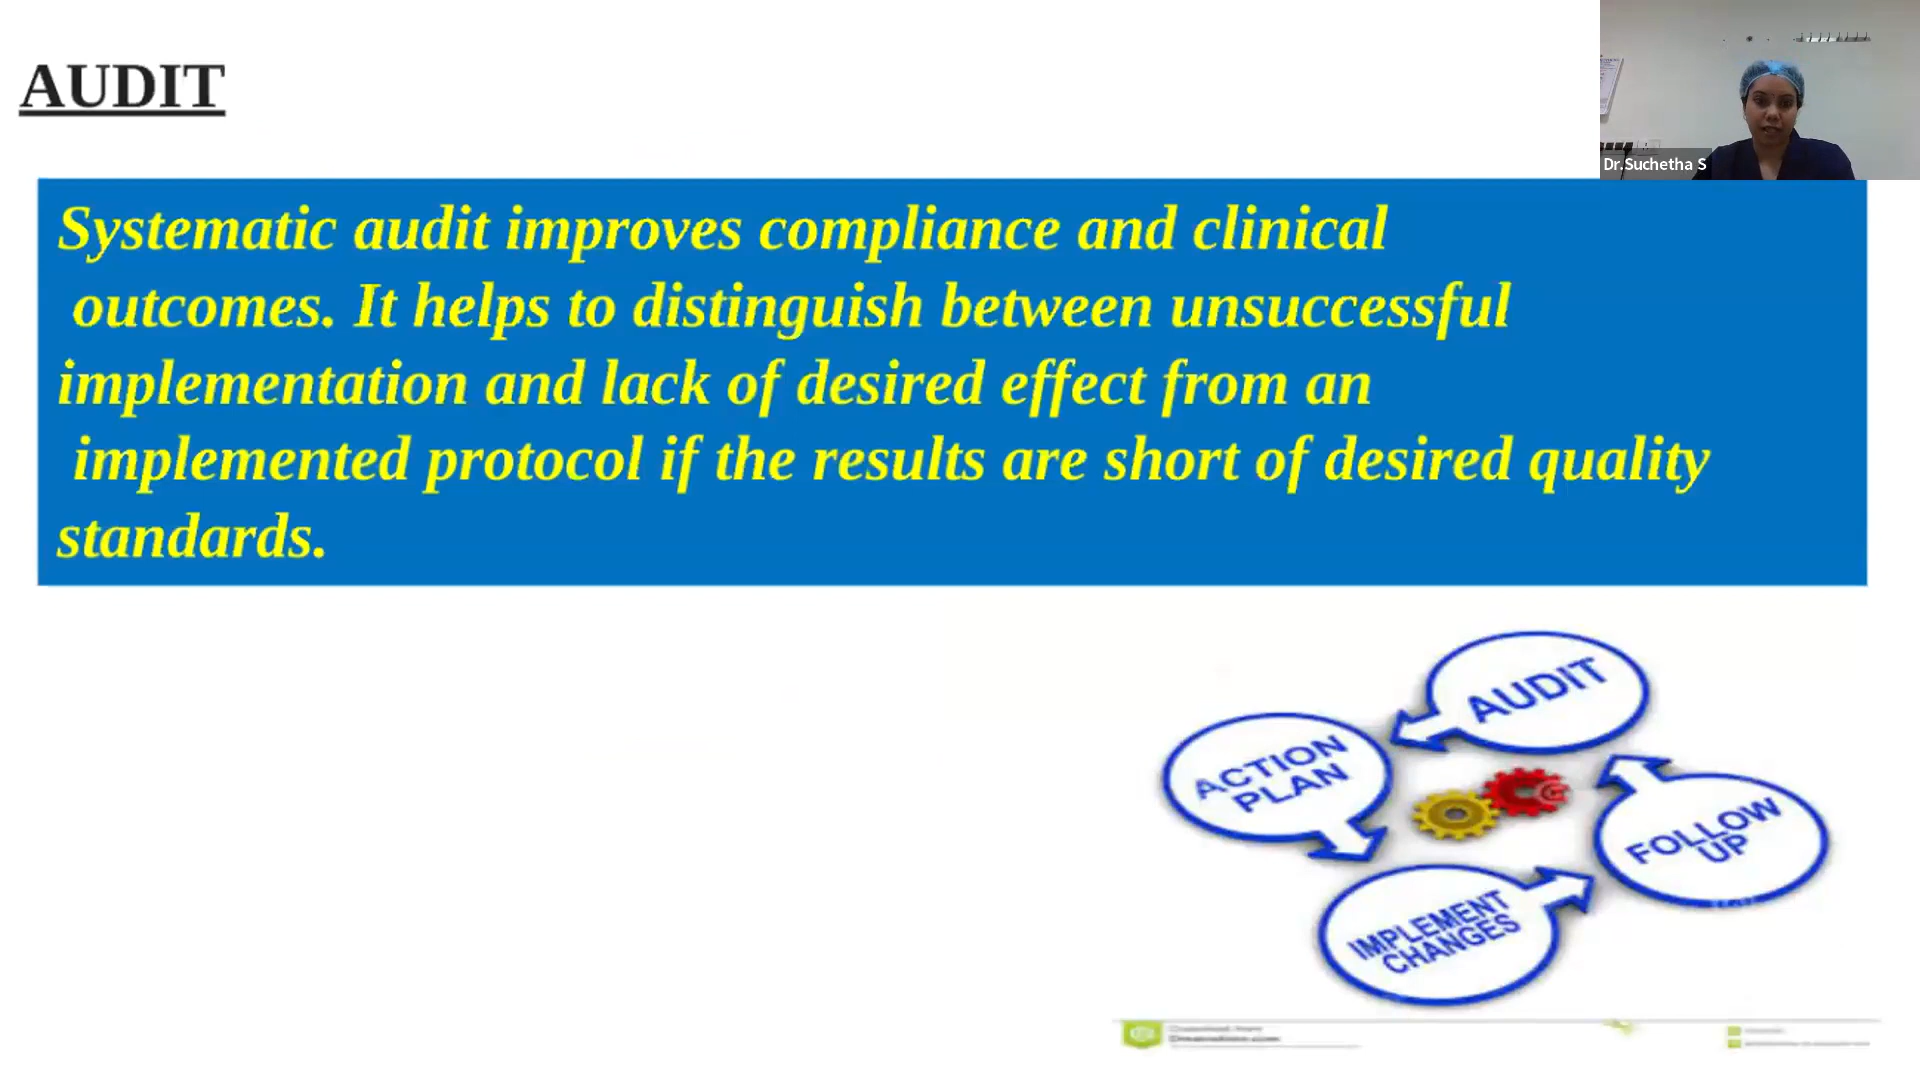 AUDIT
Dr.Suchetha S
Systematic audit improves compliance and clinical
outcomes. It helps to distinguish between unsuccessful
implementation and lack of desired effect from an
implemented protocol if the results are short of desired quality
standards.
AUDIT
ACTION
PLAN
FOLLOW
UP
IMPLEMENT
CHANGES